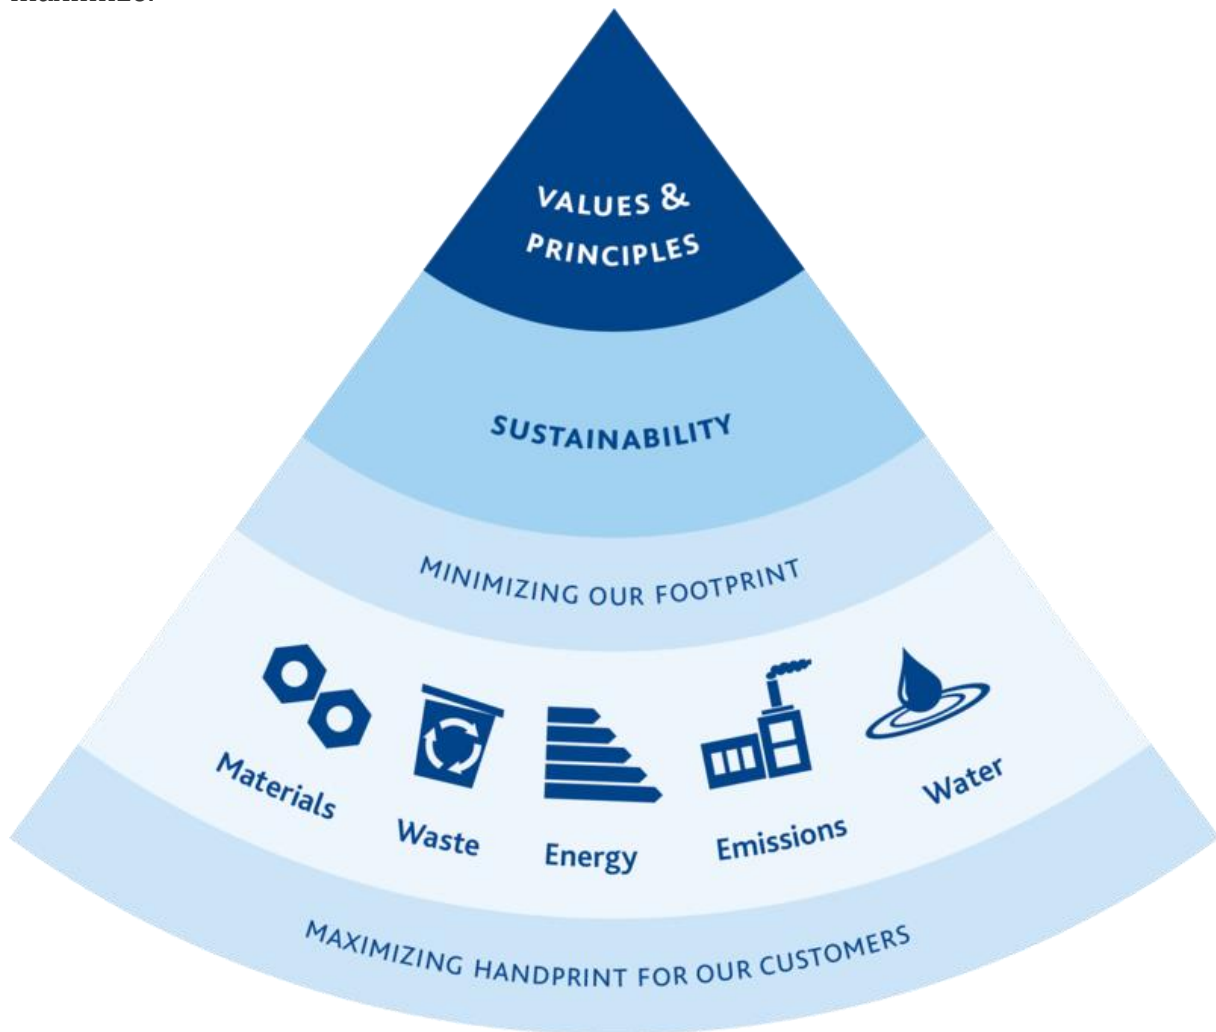 VALUES &
PRINCIPLES
SUSTAINABILITY
MINIMIZING OUR FOOTPRINT
Materials
Waste
Energy
Emissions
Water
MAXIMIZING HANDPRINT FOR OUR CUSTOMERS